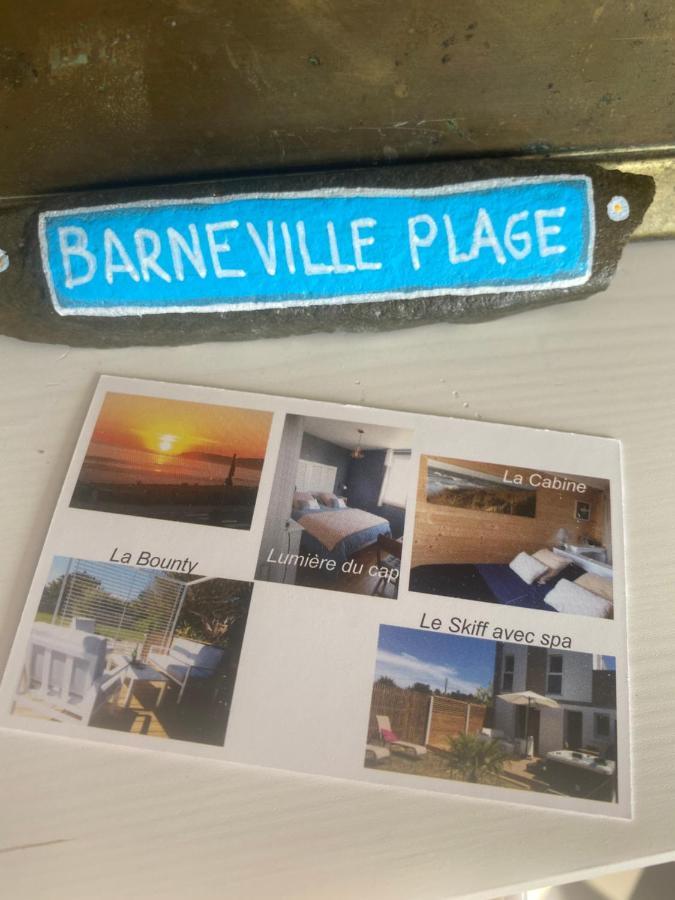 BARNEVILLE PLAGE
La Cabine
La Bounty
Lumière du cap
Le Skiff avec spa